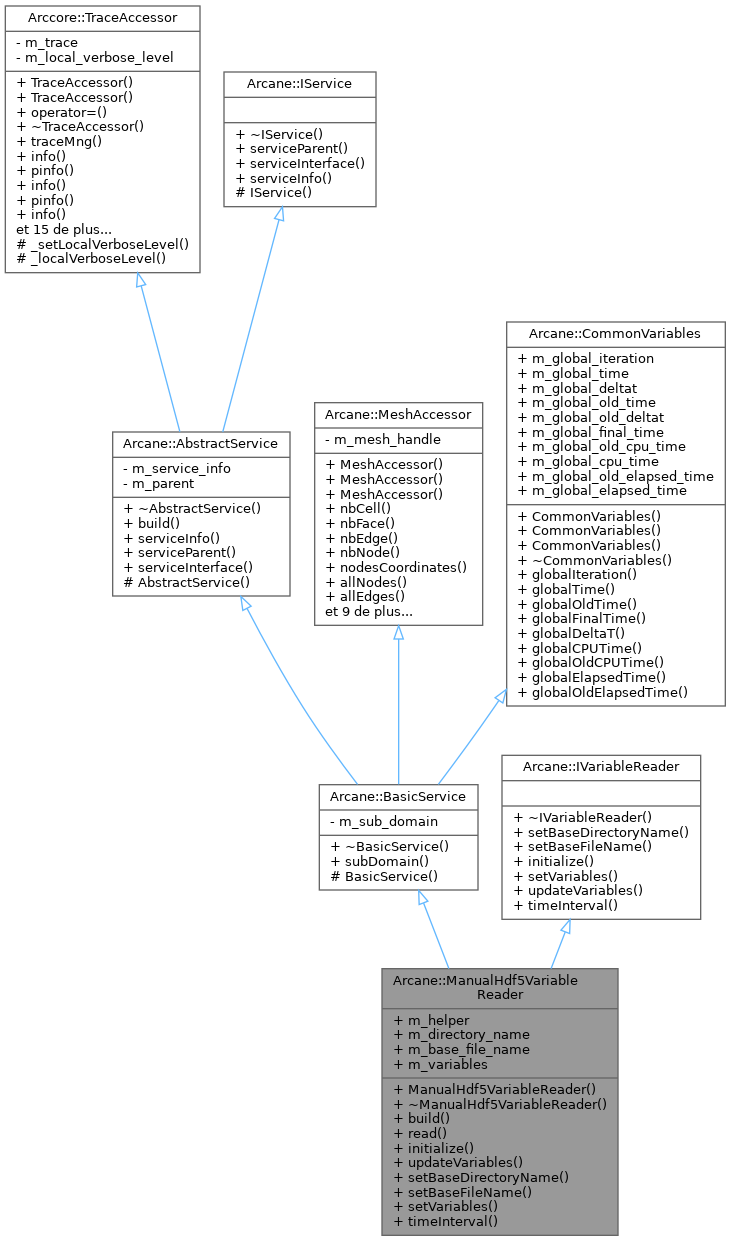 Arccore::TraceAccessor
- m_trace
- m_local_verbose_level
+ TraceAccessor()
+ TraceAccessor()
+ operator=()
+ ~TraceAccessor()
+ traceMng()
+ info()
+ pinfo()
+ info()
+ pinfo()
+ info()
et 15 de plus...
# _setLocalVerboseLevel()
# _localVerboseLevel()
Arcane::IService
+ ~IService()
+ serviceParent()
+ serviceInterface()
+ serviceInfo()
# IService()
Arcane::CommonVariables
+ m_global_iteration
+ m_global_time
+ m_global_deltat
+ m_global_old_time
+ m_global_old_deltat
+ m_global_final_time
+ m_global_old_cpu_time
+ m_global_cpu_time
+ m_global_old_elapsed_time
+ m_global_elapsed_time
+ CommonVariables()
+ CommonVariables()
+ CommonVariables()
+ ~CommonVariables()
+ globalIteration()
+ globalTime()
+ globalOldTime()
+ globalFinalTime()
+ globalDeltaT()
+ globalCPUTime()
+ globalOldCPUTime()
+ globalElapsedTime()
+ globalOldElapsedTime()
Arcane::MeshAccessor
- m_mesh_handle
+ MeshAccessor()
+ MeshAccessor()
+ MeshAccessor()
+ nbCell()
+ nbFace()
+ nbEdge()
+ nbNode()
+ nodesCoordinates()
+ allNodes()
+ allEdges()
et 9 de plus...
Arcane::AbstractService
- m_service_info
- m_parent
+ ~AbstractService()
+ build()
+ serviceInfo()
+ serviceParent()
+ serviceInterface()
# AbstractService()
Arcane::BasicService
- m_sub_domain
+ ~BasicService()
+ subDomain()
# BasicService()
Arcane::IVariableReader
+ ~IVariableReader()
+ setBaseDirectoryName()
+ setBaseFileName()
+ initialize()
+ setVariables()
+ updateVariables()
+ timeInterval()
Arcane::ManualHdf5Variable
Reader
+ m_helper
+ m_directory_name
+ m_base_file_name
+ m_variables
+ ManualHdf5VariableReader()
+ ~ManualHdf5VariableReader()
+ build()
+ read()
+ initialize()
+ updateVariables()
+ setBaseDirectoryName()
+ setBaseFileName()
+ setVariables()
+ timeInterval()